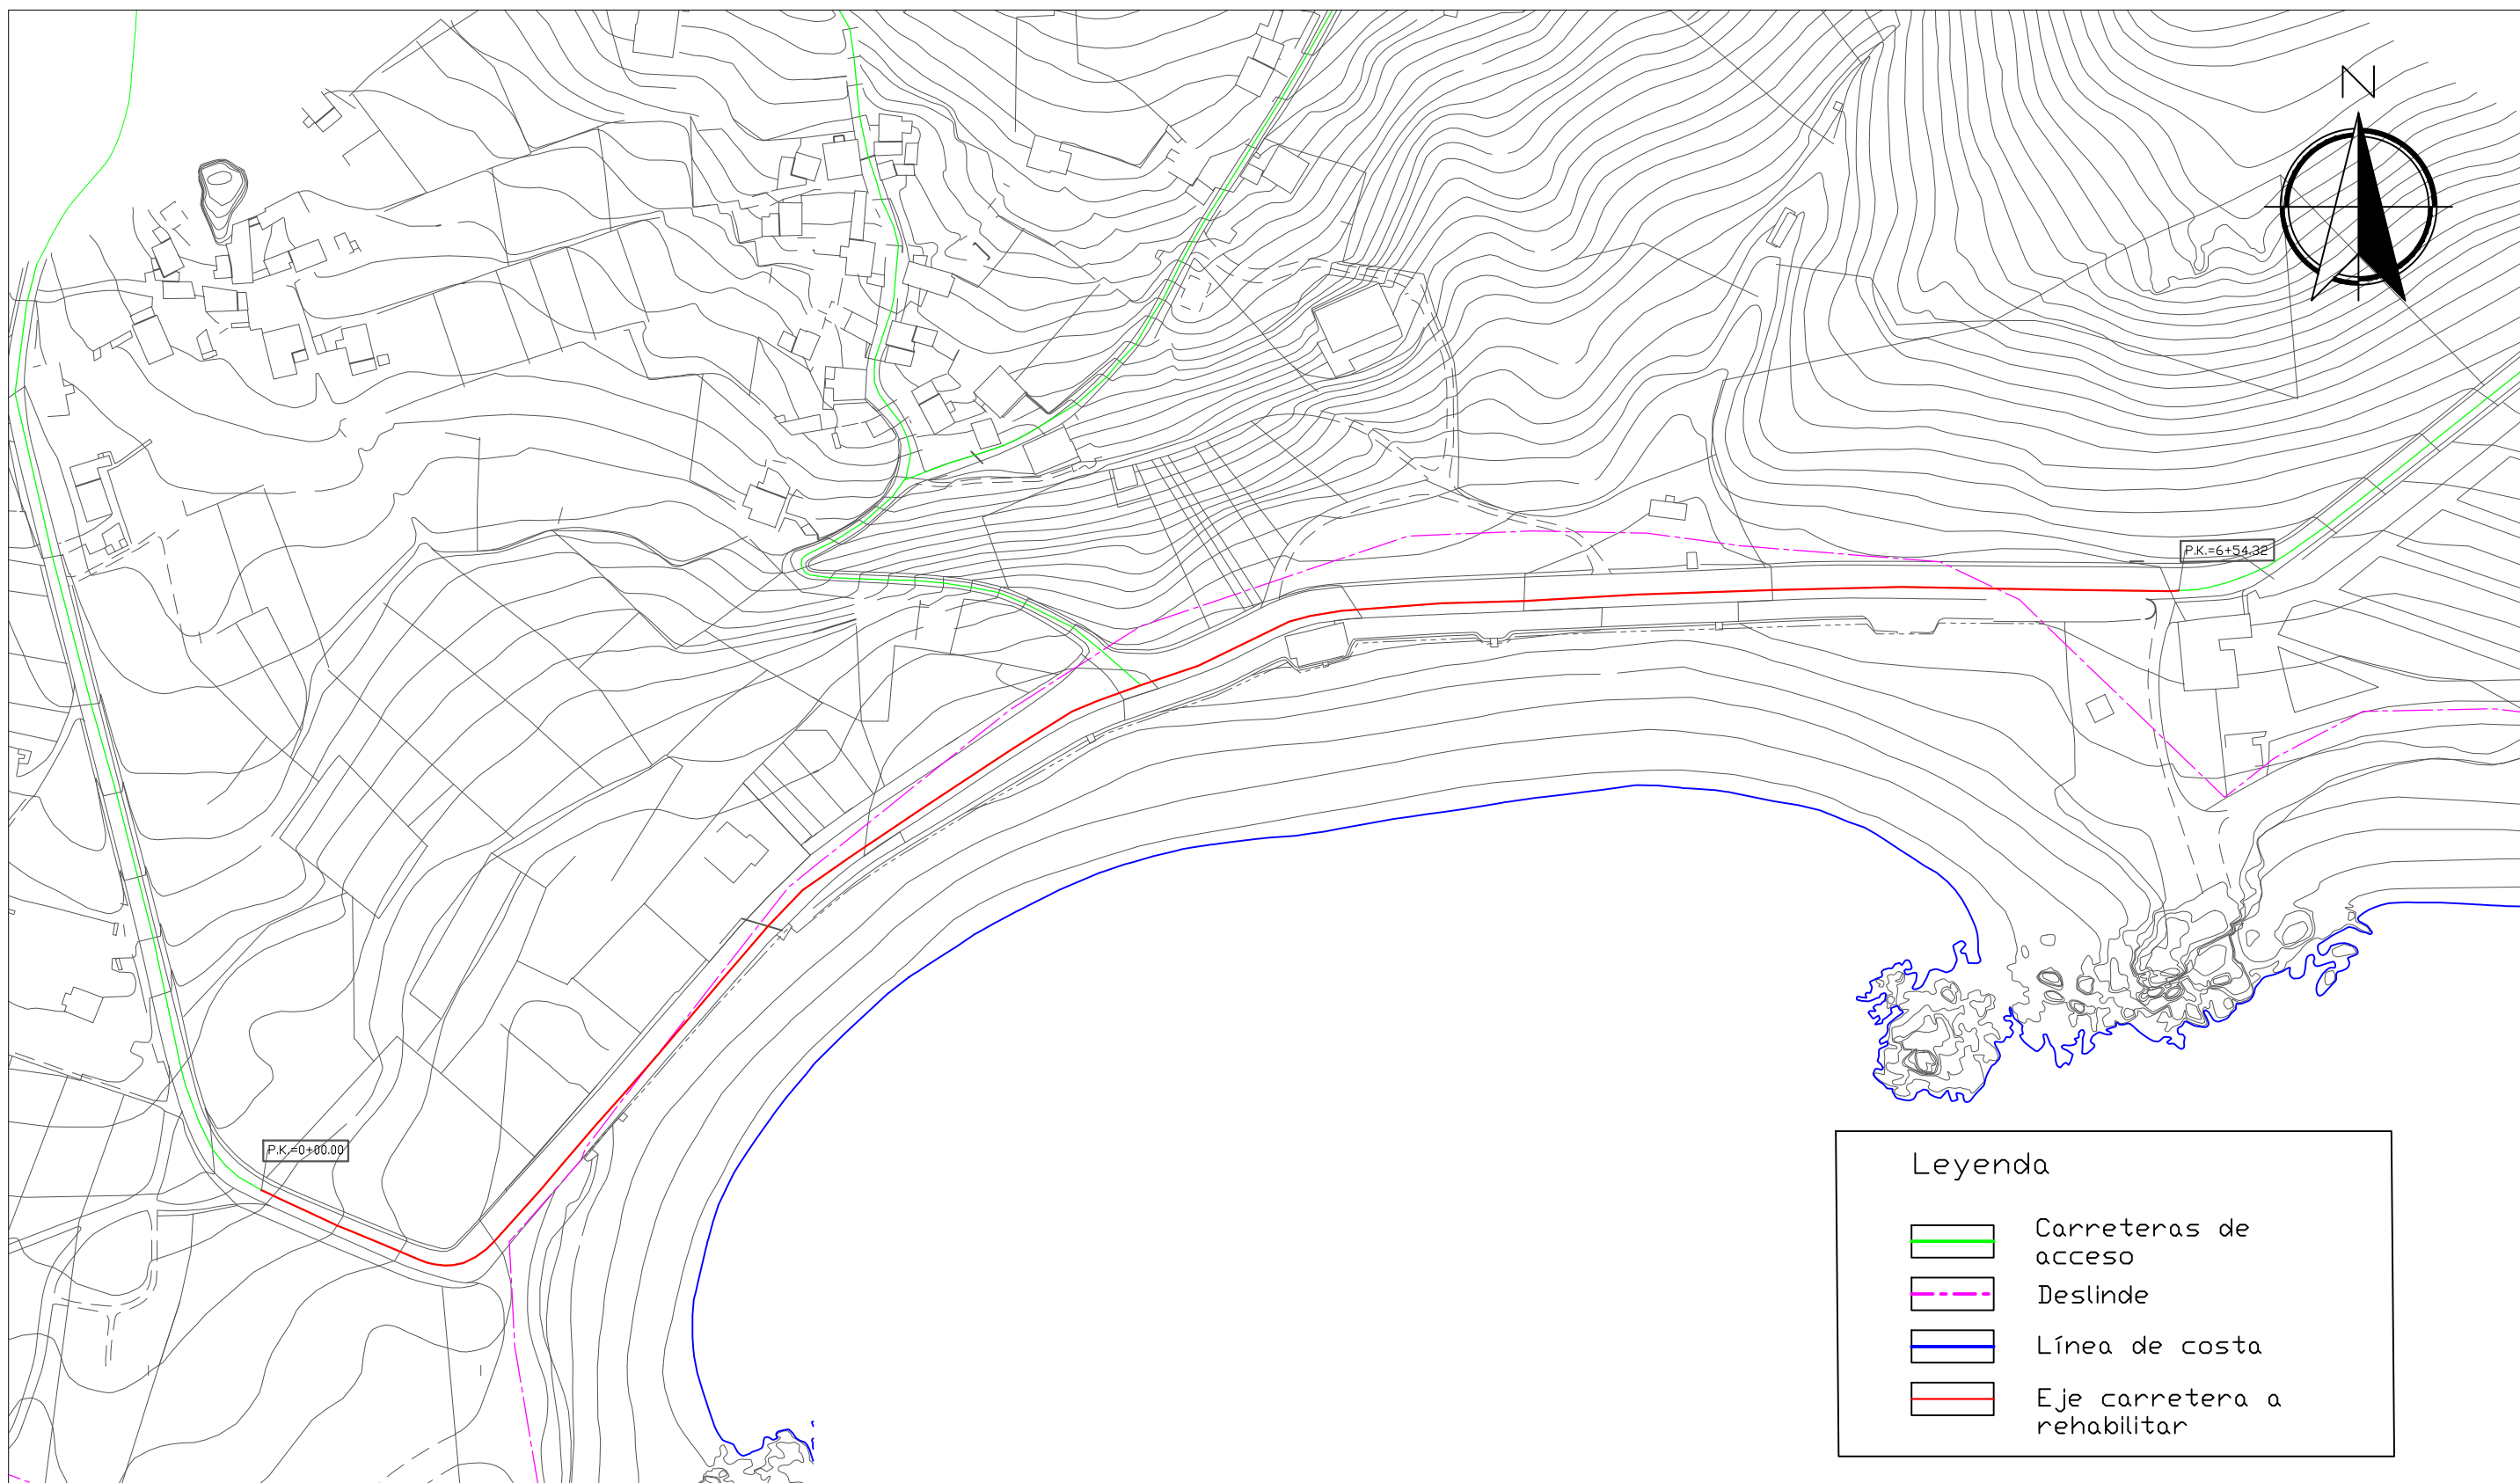 N
P.K.=6+54.32
P.K.=0+00.00
Leyenda
Carreteras de
acceso
Deslinde
Línea de costa
Eje carretera a
rehabilitar